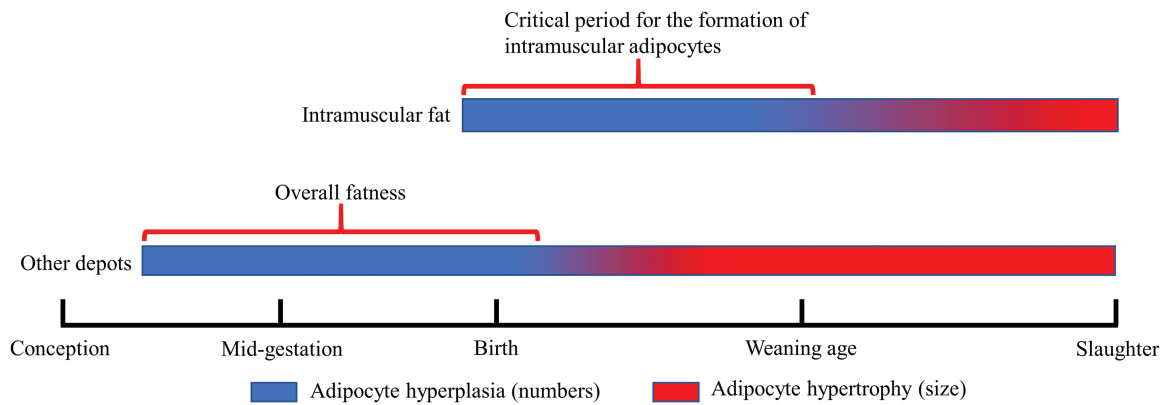 Critical period for the formation of
intramuscular adipocytes
Intramuscular fat
Overall fatness
Other depots
Conception
Mid-gestation
Birth
Weaning age
Slaughter
Adipocyte hyperplasia (numbers)
Adipocyte hypertrophy (size)